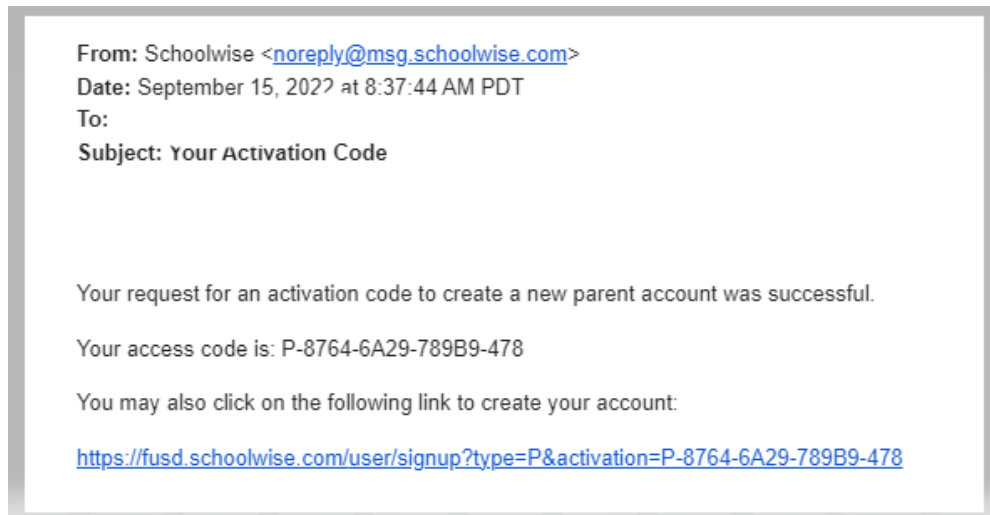 From: Schoolwise <noreply@msg.schoolwise.com>
Date: September 15, 2022 at 8:37:44 AM PDT
To:
Subject: Your Activation Code
Your request for an activation code to create a new parent account was successful.
Your access code is: P-8764-6A29-789B9-478
You may also click on the following link to create your account:
https://fusd.schoolwise.com/user/signup?type=P&activation=P-8764-6A29-789B9-478